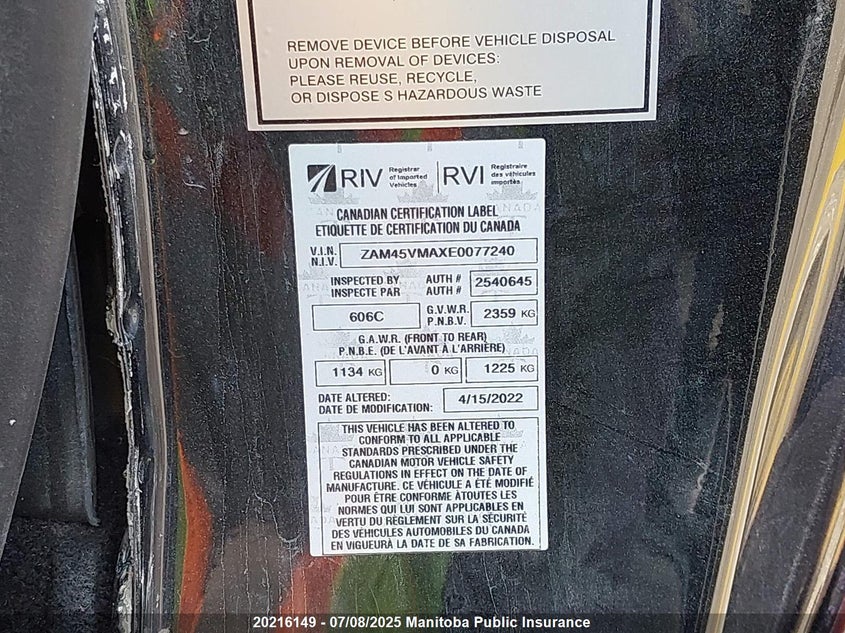 REMOVE DEVICE BEFORE VEHICLE DISPOSAL
UPON REMOVAL OF DEVICES:
PLEASE REUSE, RECYCLE,
OR DISPOSE S HAZARDOUS WASTE
RIV Registrar of Imported Vehicles RVI Registraire des véhicules importés
CANADIAN CERTIFICATION LABEL
ETIQUETTE DE CERTIFICATION DU CANADA
V.I.N. N.I.V. ZAM45VMAXE0077240
INSPECTED BY INSPECTE PAR AUTH # AUTH # 2540645
606C G.V.W.R. P.N.B.V. 2359 KG
G.A.W.R. (FRONT TO REAR)
P.N.B.E. (DE L'AVANT À L'ARRIÈRE)
1134 KG 0 KG 1225 KG
DATE ALTERED: DATE DE MODIFICATION: 4/15/2022
THIS VEHICLE HAS BEEN ALTERED TO
CONFORM TO ALL APPLICABLE
STANDARDS PRESCRIBED UNDER THE
CANADIAN MOTOR VEHICLE SAFETY
REGULATIONS IN EFFECT ON THE DATE OF
MANUFACTURE. CE VÉHICULE A ÉTÉ MODIFIÉ
POUR ÊTRE CONFORME ÀTOUTES LES
NORMES QUI LUI SONT APPLICABLES EN
VERTU DU RÈGLEMENT SUR LA SÉCURITÉ
DES VÉHICULES AUTOMOBILES DU CANADA
EN VIGUEURÀ LA DATE DE SA FABRICATION.
20216149 - 07/08/2025 Manitoba Public Insurance